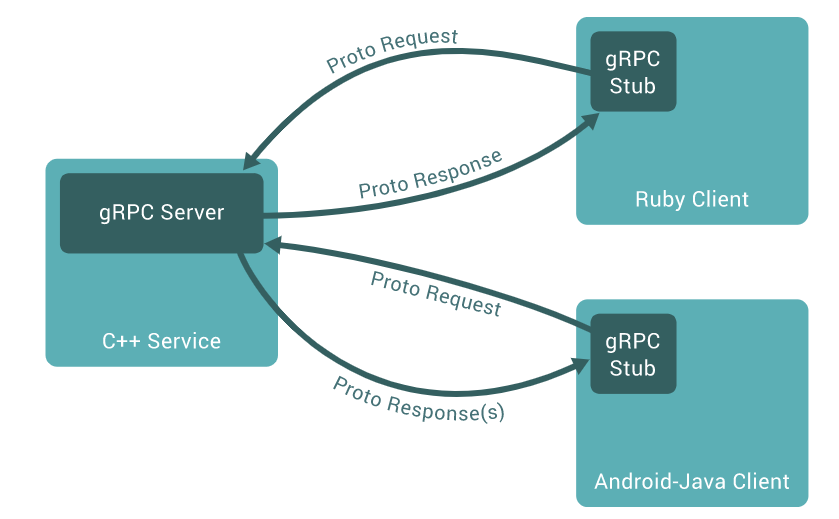 Proto Request
gRPC
Stub
Proto Response
Ruby Client
gRPC Server
C++ Service
Proto Request
gRPC
Stub
Proto Response(s)
Android-Java Client